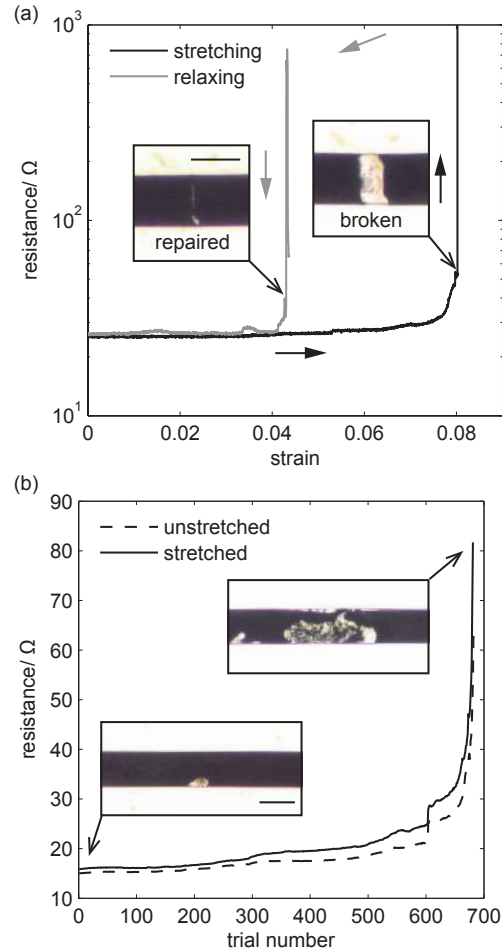 (a)
10³
stretching
relaxing
repaired
broken
10²
10¹
resistance/ Ω
0 0.02 0.04 0.06 0.08
strain
(b)
90
unstretched
80
stretched
70
60
50
40
30
20
10
resistance/ Ω
0 100 200 300 400 500 600 700
trial number